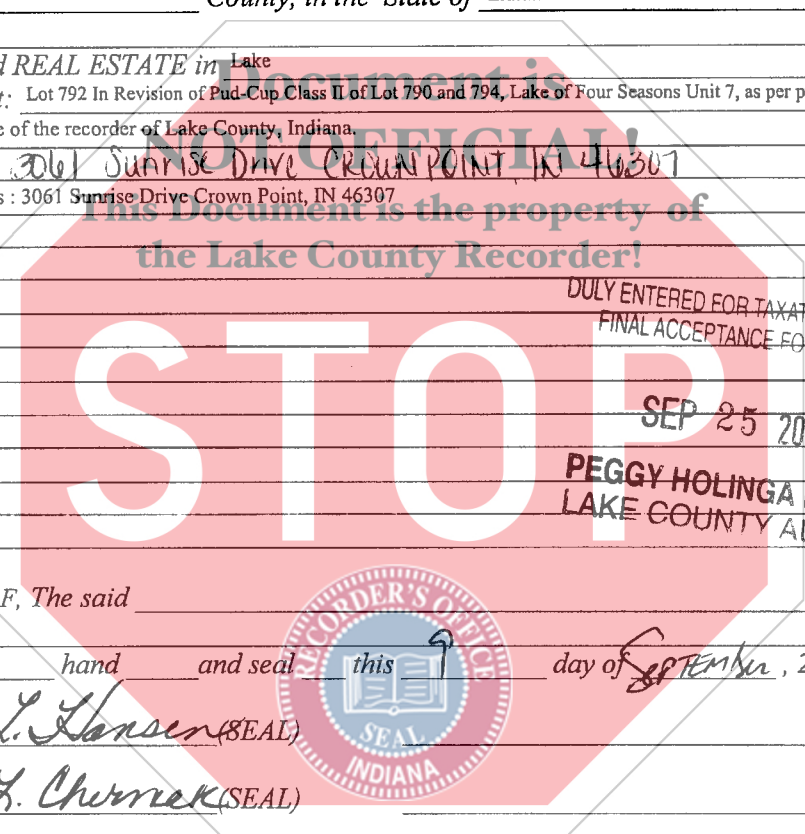 County, in the State of
REAL ESTATE in Lake
Document is
Lot 792 In Revision of Pud-Cup Class II of Lot 790 and 794, Lake of Four Seasons Unit 7, as per p
e of the recorder of Lake County, Indiana.
NOT OFFICIAL!
3061 Sunrise Drive CROWN POINT, IN 46307
s : 3061 Sunrise Drive Crown Point, IN 46307
This Document is the property of
the Lake County Recorder!
DULY ENTERED FOR TAXAT
FINAL ACCEPTANCE FO
STOP
SEP 25 20
PEGGY HOLINGA
LAKE COUNTY AU
F, The said
RECORDER'S OFFICE
hand and seal this 9 day of SEPTEMber, 2
L. Hansen (SEAL)
SEAL
INDIANA
L. Chernak (SEAL)